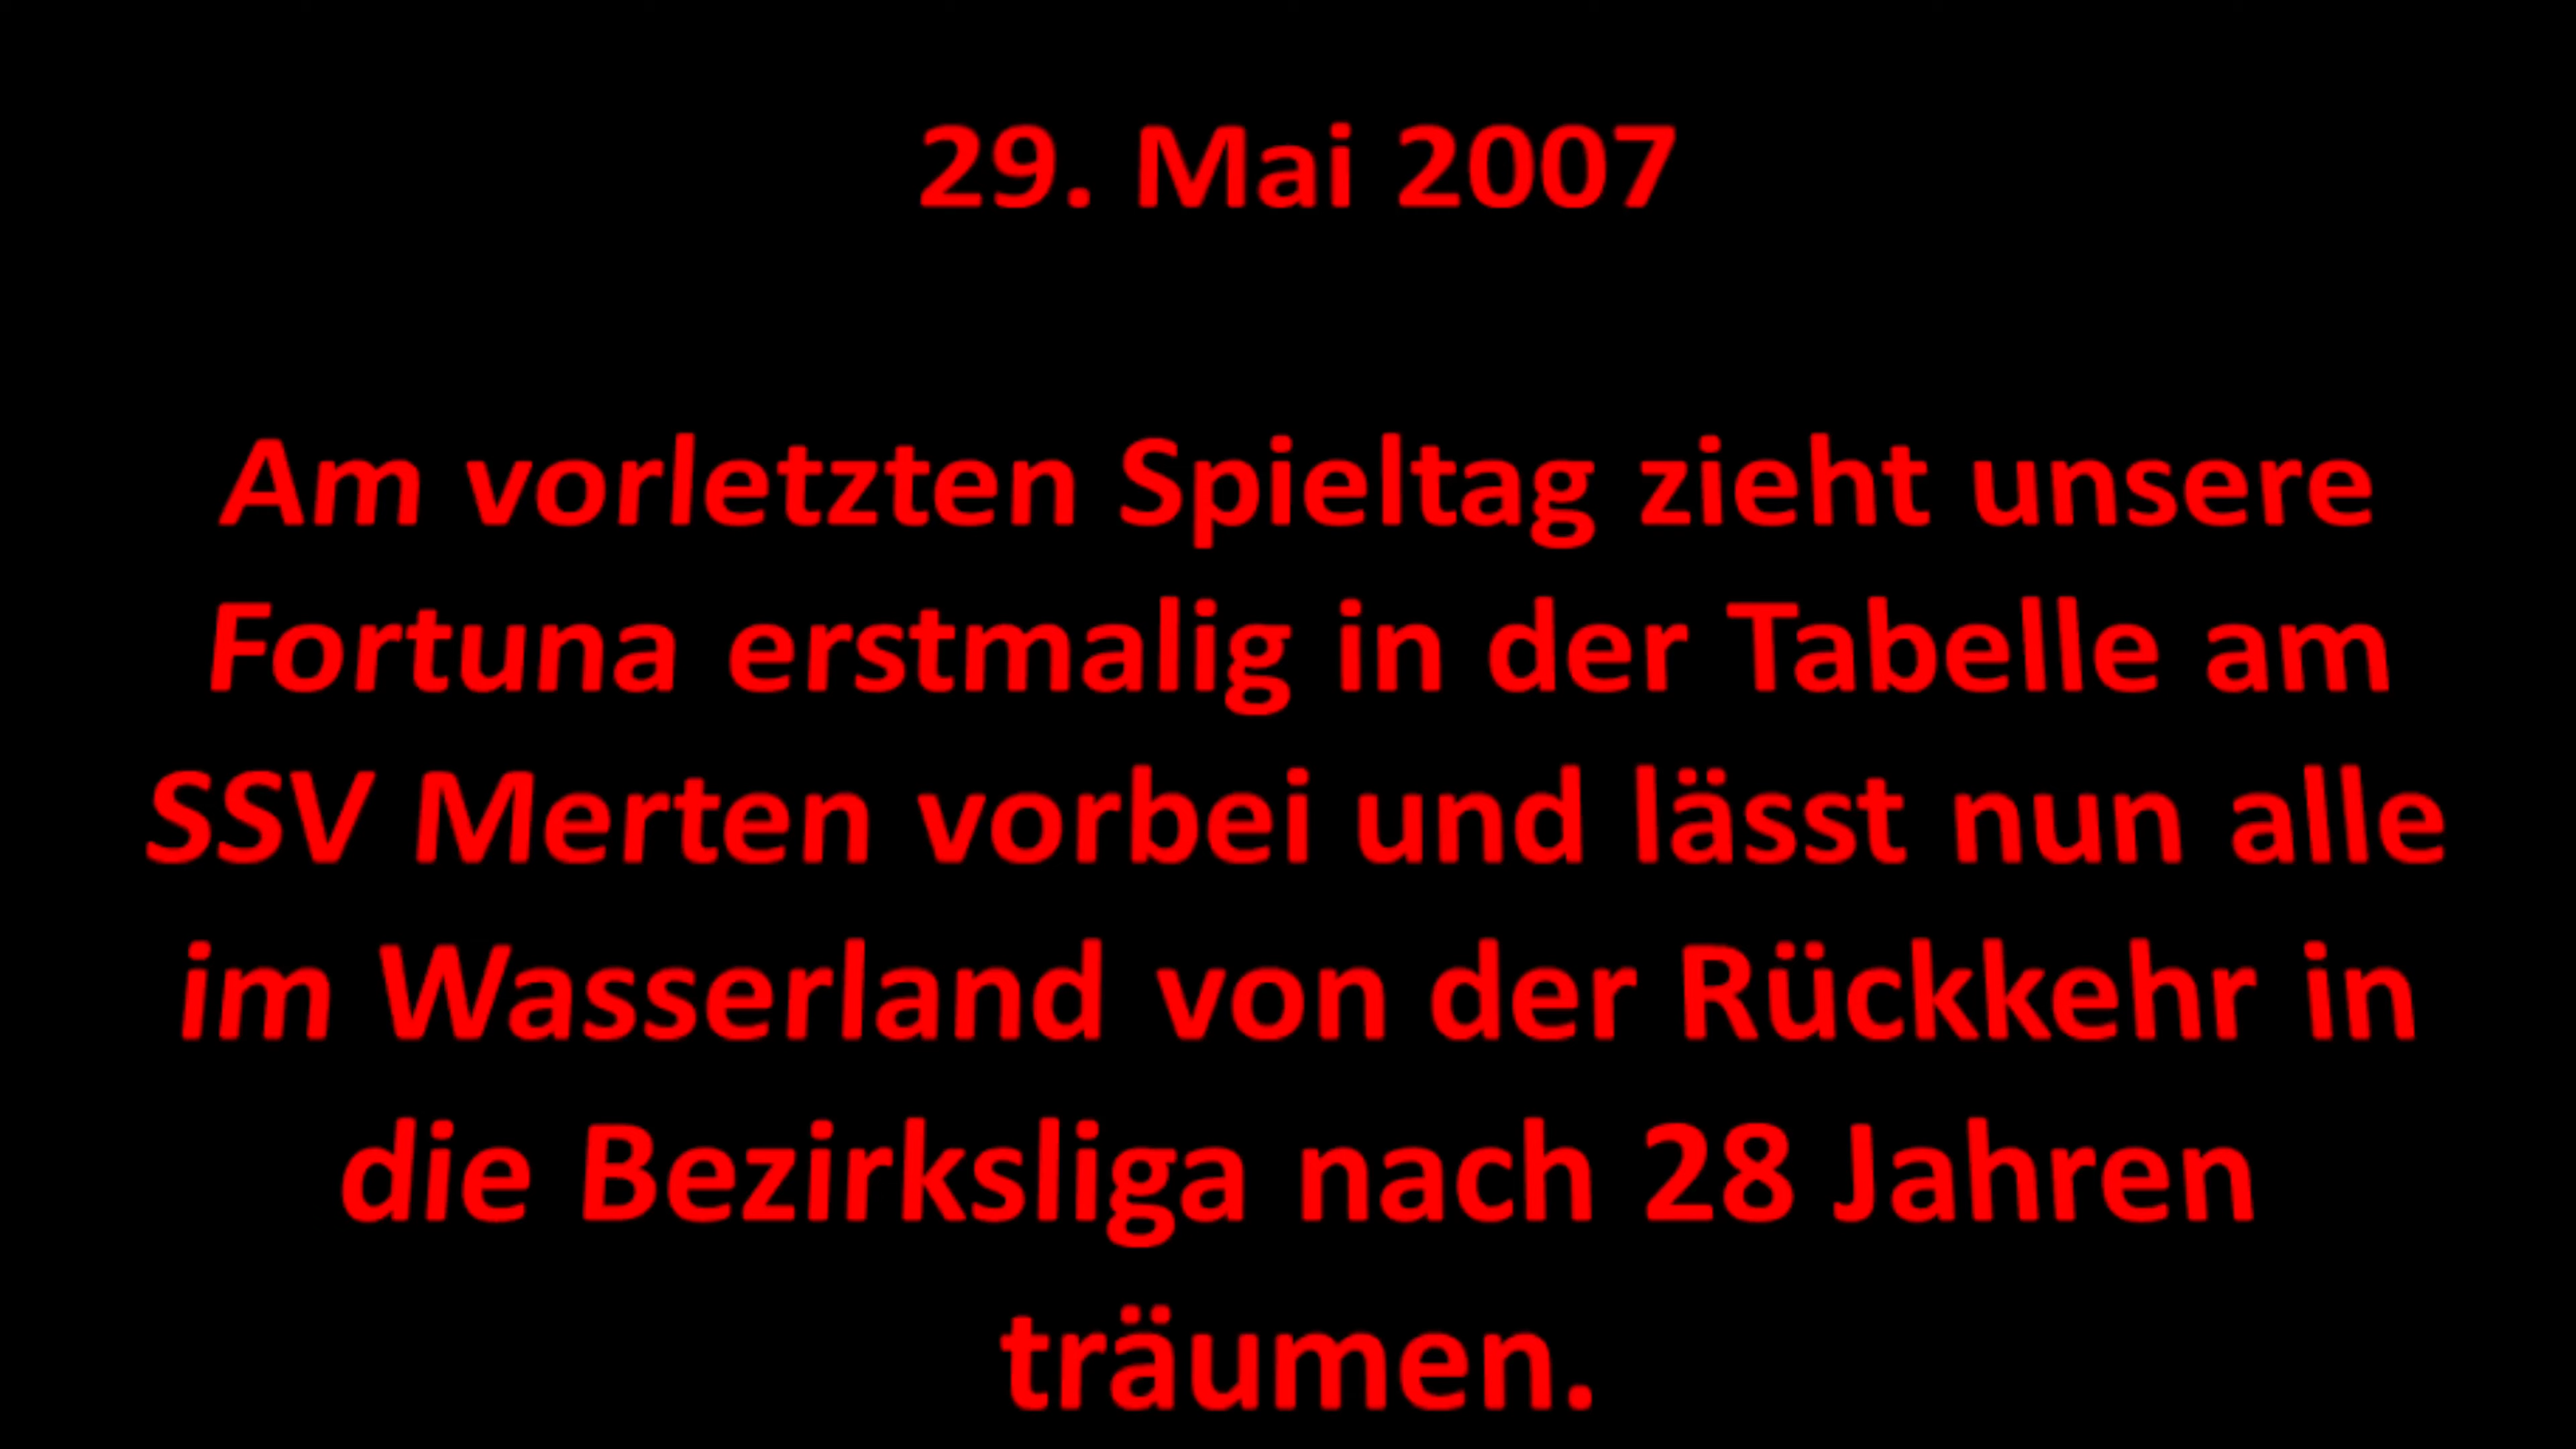 29. Mai 2007
Am vorletzten Spieltag zieht unsere
Fortuna erstmalig in der Tabelle am
SSV Merten vorbei und lässt nun alle
im Wasserland von der Rückkehr in
die Bezirksliga nach 28 Jahren
träumen.